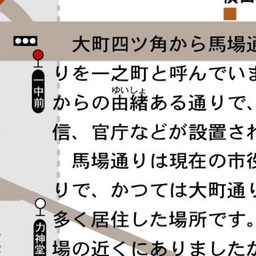 大町四ツ角から馬場通
りを一之町と呼んでいま
ゆいしょ
からの由緒ある通りで、
信、官庁などが設置され
馬場通りは現在の市役
りで、かつては大町通り
多く居住した場所です。
場の近くにありましたか
一中前
力神堂